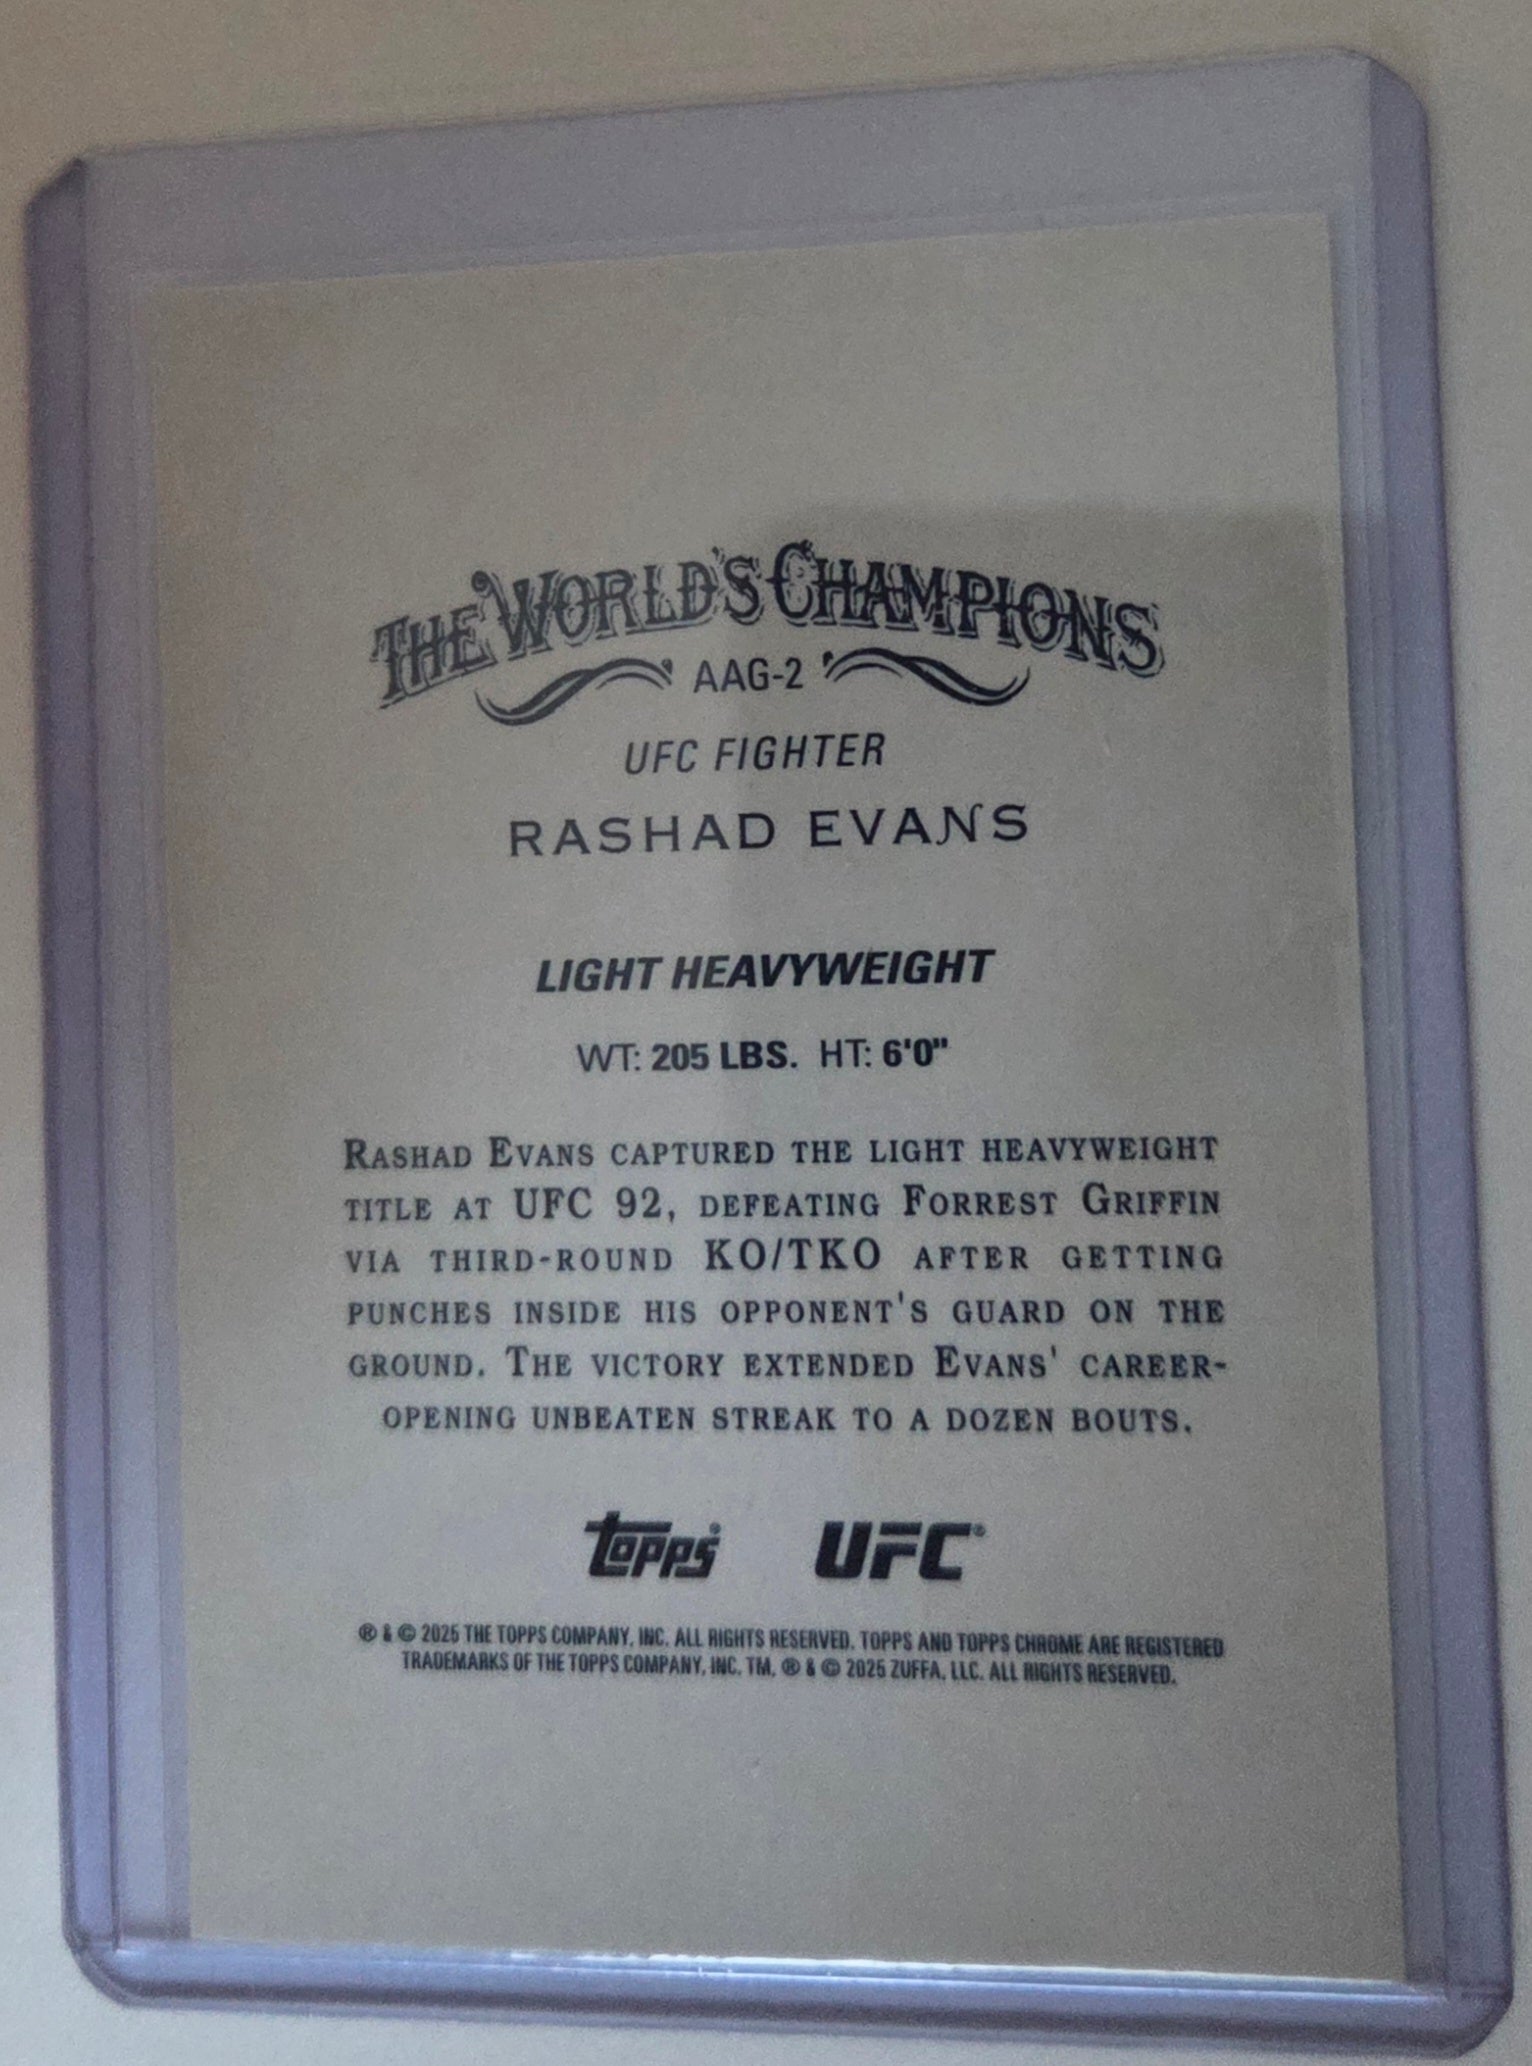 THE WORLD'S CHAMPIONS
AAG-2
UFC FIGHTER
RASHAD EVANS
LIGHT HEAVYWEIGHT
WT: 205 LBS. HT: 6'0"
RASHAD EVANS CAPTURED THE LIGHT HEAVYWEIGHT
TITLE AT UFC 92, DEFEATING FORREST GRIFFIN
VIA THIRD-ROUND KO/TKO AFTER GETTING
PUNCHES INSIDE HIS OPPONENT'S GUARD ON THE
GROUND. THE VICTORY EXTENDED EVANS' CAREER-
OPENING UNBEATEN STREAK TO A DOZEN BOUTS.
topps® UFC®
® & © 2025 THE TOPPS COMPANY, INC. ALL RIGHTS RESERVED. TOPPS AND TOPPS CHROME ARE REGISTERED
TRADEMARKS OF THE TOPPS COMPANY, INC. TM, ® & © 2025 ZUFFA, LLC. ALL RIGHTS RESERVED.